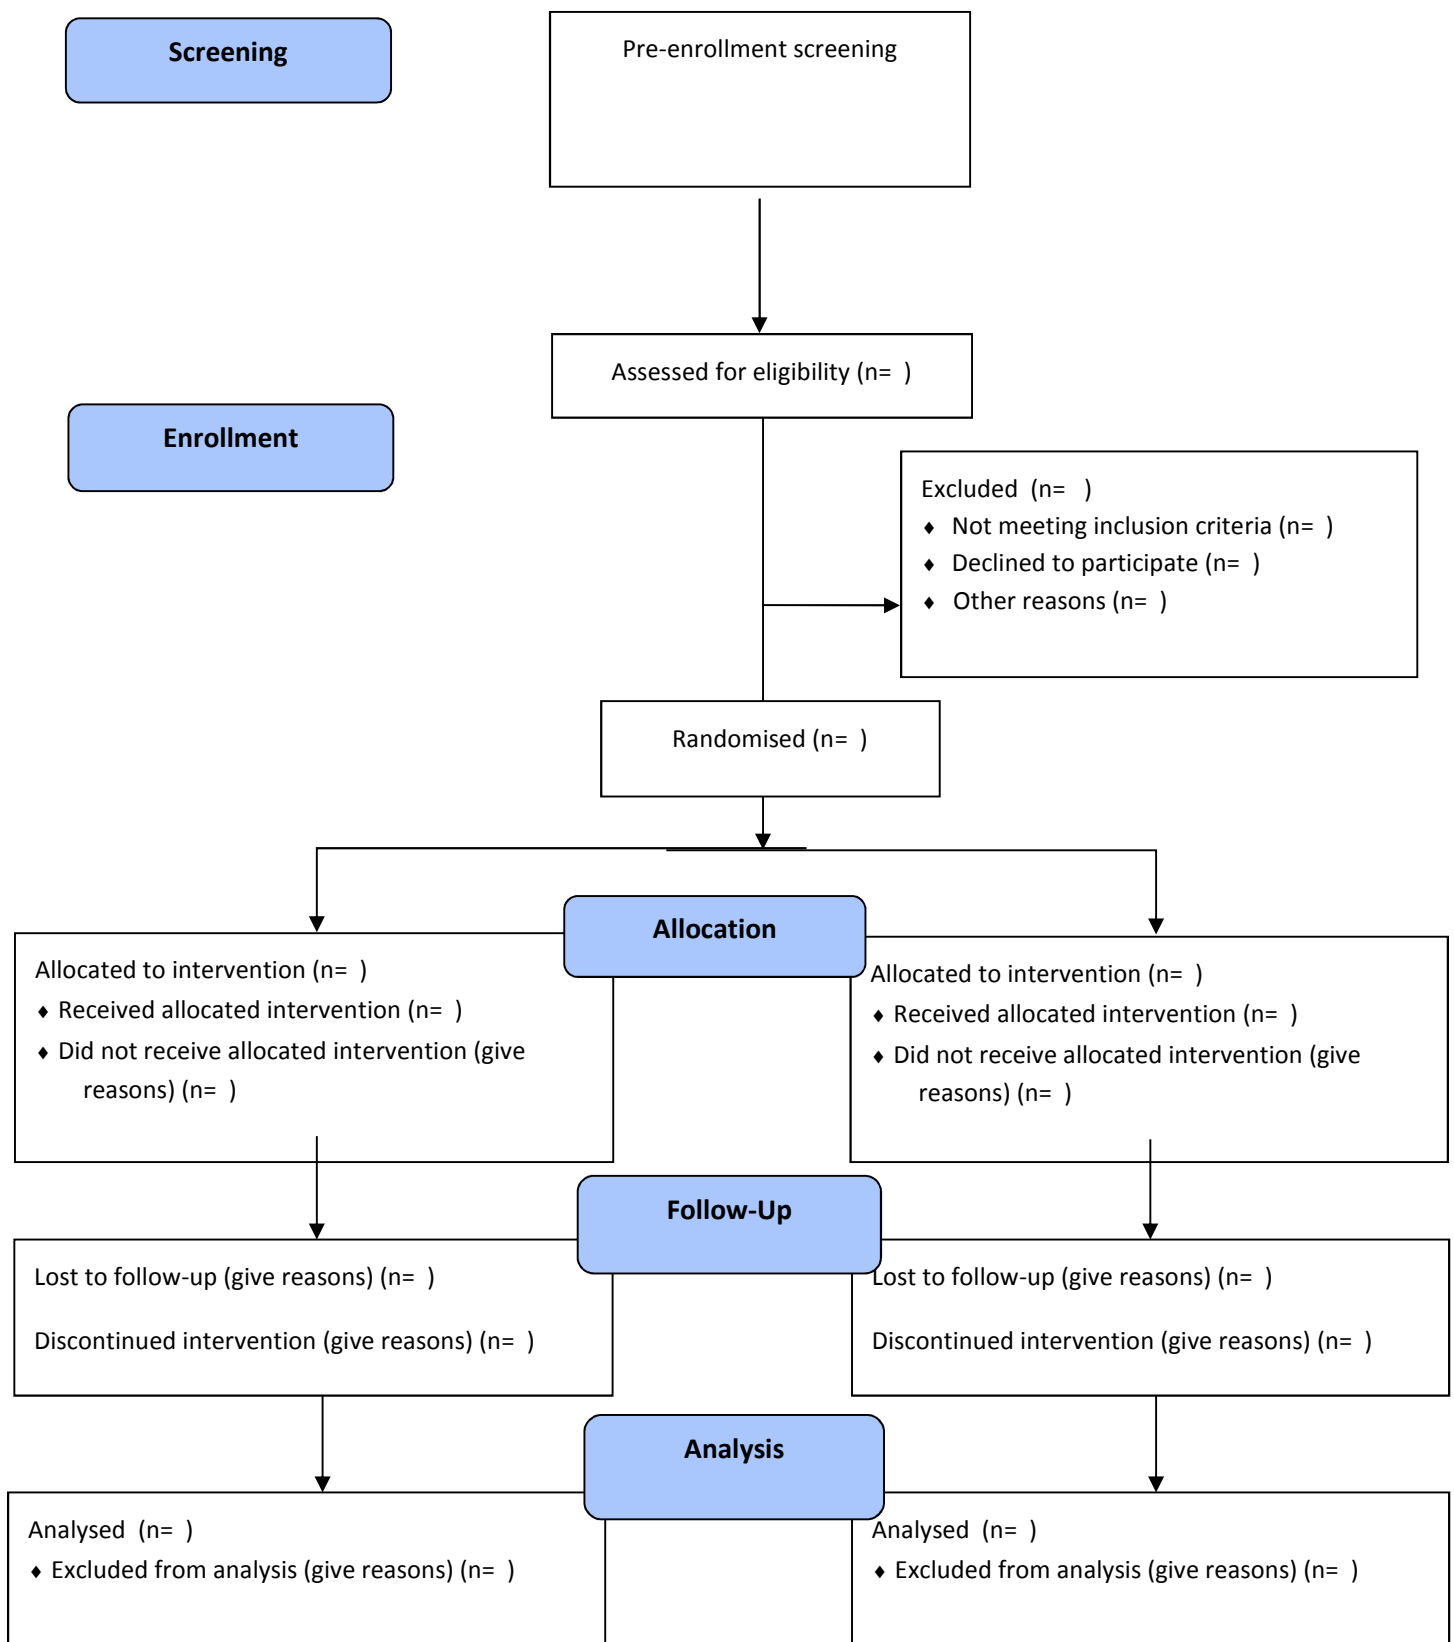 Screening
Pre-enrollment screening
Assessed for eligibility (n=  )
Enrollment
Excluded  (n=   )
♦ Not meeting inclusion criteria (n=  )
♦ Declined to participate (n=  )
♦ Other reasons (n=  )
Randomised (n=  )
Allocation
Allocated to intervention (n=  )
♦ Received allocated intervention (n=  )
♦ Did not receive allocated intervention (give
reasons) (n=  )
Allocated to intervention (n=  )
♦ Received allocated intervention (n=  )
♦ Did not receive allocated intervention (give
reasons) (n=  )
Follow-Up
Lost to follow-up (give reasons) (n=  )
Discontinued intervention (give reasons) (n=  )
Lost to follow-up (give reasons) (n=  )
Discontinued intervention (give reasons) (n=  )
Analysis
Analysed  (n=  )
♦ Excluded from analysis (give reasons) (n=  )
Analysed  (n=  )
♦ Excluded from analysis (give reasons) (n=  )